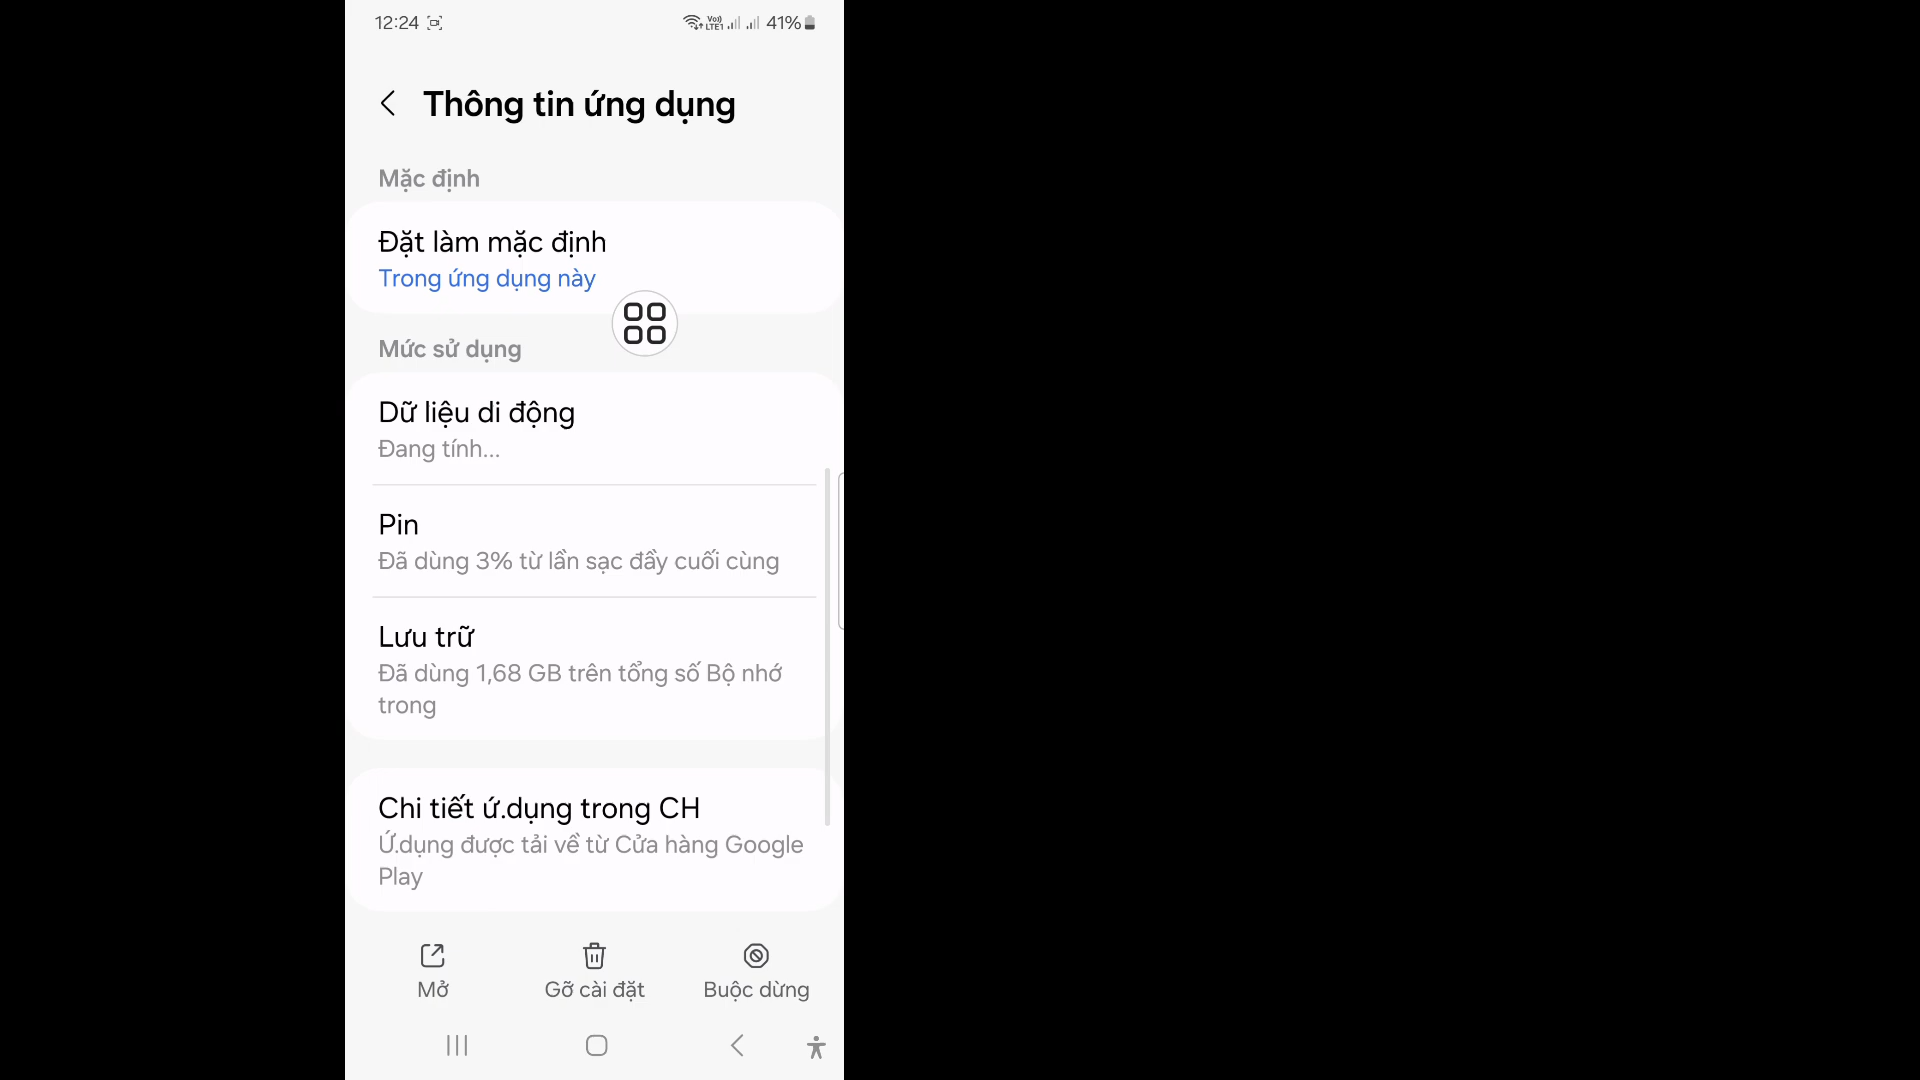 12:24 41%
Thông tin ứng dụng
Mặc định
Đặt làm mặc định
Trong ứng dụng này
Mức sử dụng
Dữ liệu di động
Đang tính...
Pin
Đã dùng 3% từ lần sạc đầy cuối cùng
Lưu trữ
Đã dùng 1,68 GB trên tổng số Bộ nhớ
trong
Chi tiết ứ.dụng trong CH
Ứ.dụng được tải về từ Cửa hàng Google
Play
Mở Gỡ cài đặt Buộc dừng